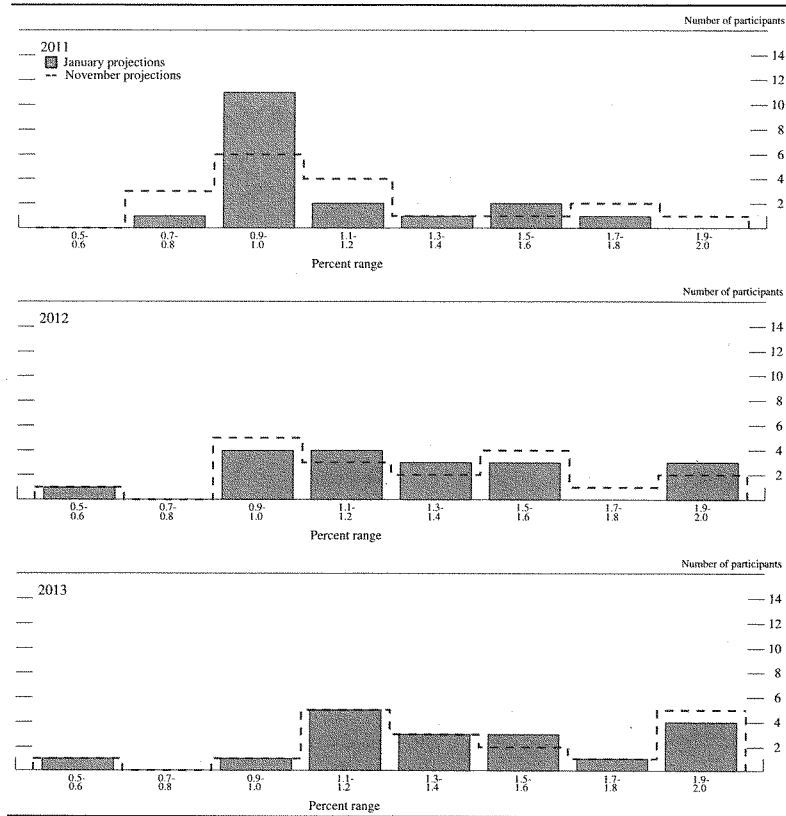 Number of participants
2011
January projections
November projections
14
12
10
8
6
4
2
0.5- 0.7- 0.9- 1.1- 1.3- 1.5- 1.7- 1.9-
0.6 0.8 1.0 1.2 1.4 1.6 1.8 2.0
Percent range
Number of participants
2012
14
12
10
8
6
4
2
0.5- 0.7- 0.9- 1.1- 1.3- 1.5- 1.7- 1.9-
0.6 0.8 1.0 1.2 1.4 1.6 1.8 2.0
Percent range
Number of participants
2013
14
12
10
8
6
4
2
0.5- 0.7- 0.9- 1.1- 1.3- 1.5- 1.7- 1.9-
0.6 0.8 1.0 1.2 1.4 1.6 1.8 2.0
Percent range